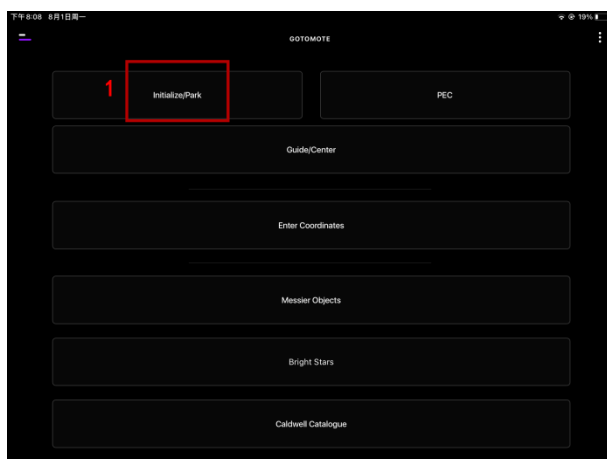 下午8:08 8月1日周一 19%
GOTOMOTE
1 Initialize/Park PEC
Guide/Center
Enter Coordinates
Messier Objects
Bright Stars
Caldwell Catalogue